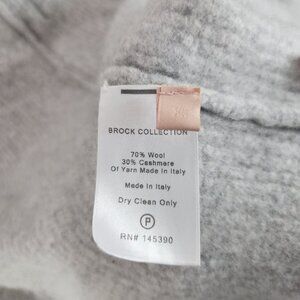 XS
BROCK COLLECTION
70% Wool
30% Cashmere
Of Yarn Made In Italy
Made In Italy
Dry Clean Only
P
RN# 145390